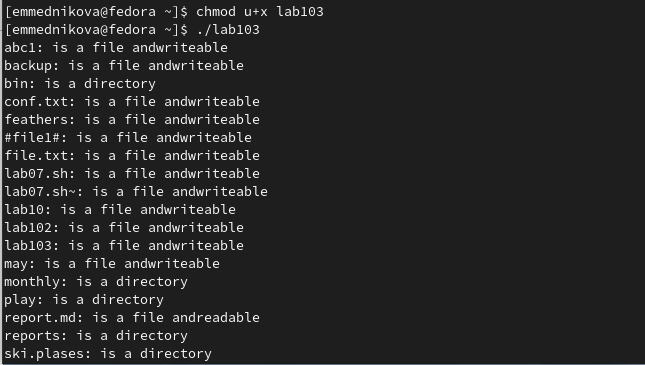 [emmednikova@fedora ~]$ chmod u+x lab103
[emmednikova@fedora ~]$ ./lab103
abc1: is a file andwriteable
backup: is a file andwriteable
bin: is a directory
conf.txt: is a file andwriteable
feathers: is a file andwriteable
#file1#: is a file andwriteable
file.txt: is a file andwriteable
lab07.sh: is a file andwriteable
lab07.sh~: is a file andwriteable
lab10: is a file andwriteable
lab102: is a file andwriteable
lab103: is a file andwriteable
may: is a file andwriteable
monthly: is a directory
play: is a directory
report.md: is a file andreadable
reports: is a directory
ski.plases: is a directory